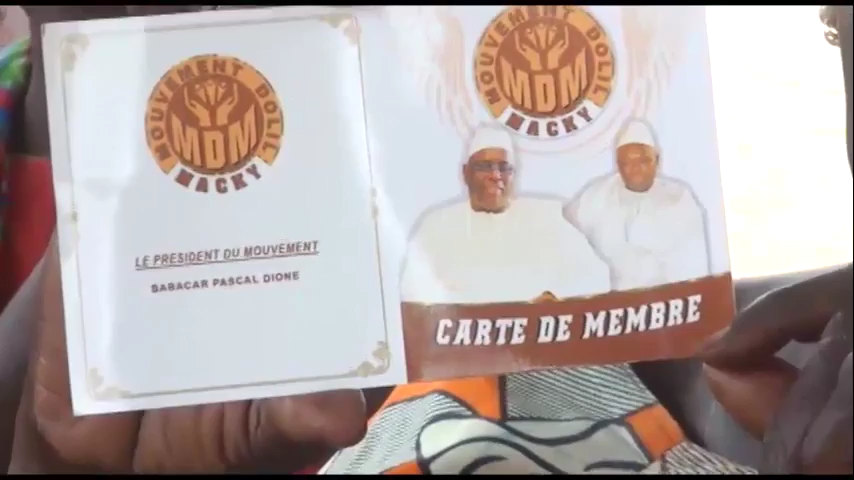 MOUVEMENT DOLIL
MDM
MACKY
LE PRESIDENT DU MOUVEMENT
BABACAR PASCAL DIONE
MOUVEMENT DOLIL
MDM
MACKY
CARTE DE MEMBRE